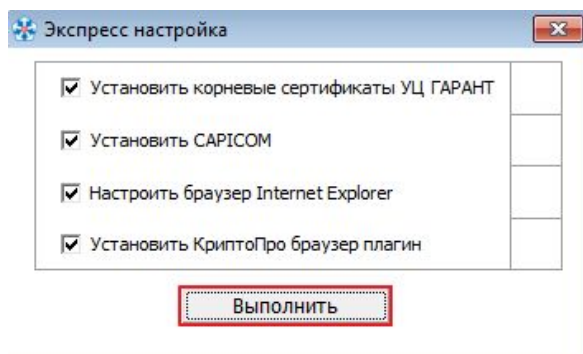 Экспресс настройка
Установить корневые сертификаты УЦ ГАРАНТ
Установить CAPICOM
Настроить браузер Internet Explorer
Установить КриптоПро браузер плагин
Выполнить